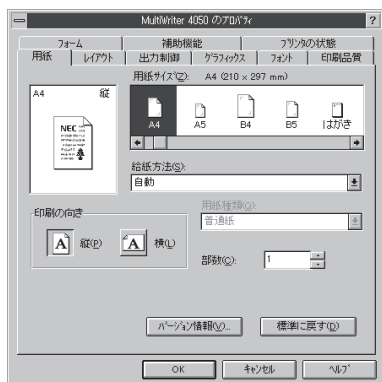 MultiWriter 4050 のﾌﾟﾛﾊﾟﾃｨ
?
フォーム 補助機能 プリンタの状態
用紙 レイアウト 出力制御 グラフィックス フォント 印刷品質
用紙サイズ(Z): A4 (210 × 297 mm)
A4 縦
NEC
A4 A5 B4 B5 はがき
給紙方法(S):
自動
用紙種類(O):
普通紙
印刷の向き
A 縦(P) A 横(L)
部数(C): 1
バージョン情報(V)... 標準に戻す(D)
OK キャンセル ヘルプ